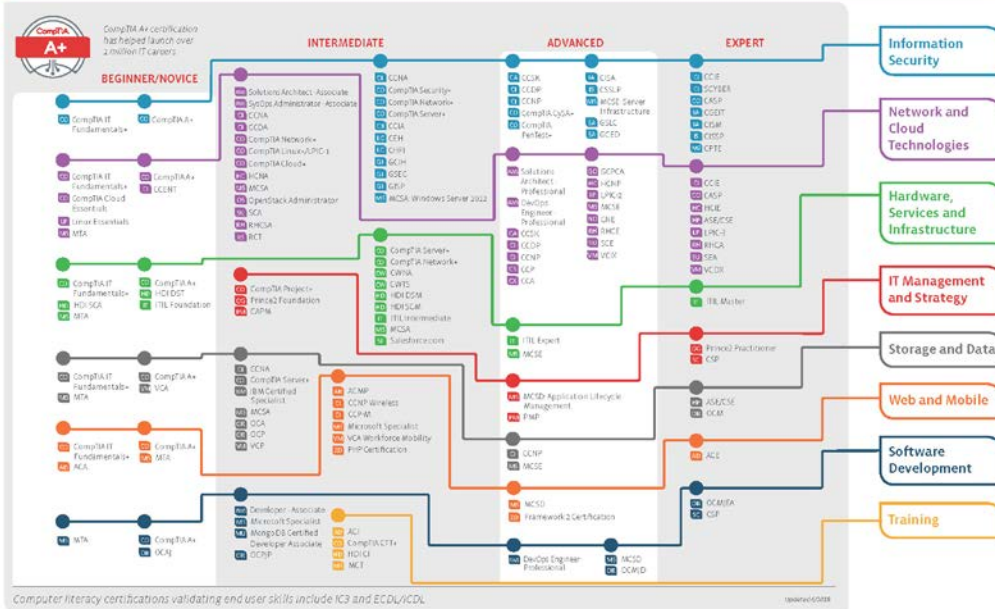 CompTIA
A+
CompTIA A+ certification
has helped launch over
1 million IT careers.
BEGINNER/NOVICE
INTERMEDIATE
ADVANCED
EXPERT
Information
Security
CompTIA IT
Fundamentals+
CompTIA A+
CCNA
CompTIA Security+
CompTIA Network+
CompTIA Server+
CCIA
CEH
CHFI
GCIH
GSEC
GISP
MCSA Windows Server 2012
CCSK
CCDP
CCNP
CompTIA CySA+
CompTIA
PenTest+
CISA
CSSLP
MCSE Server
Infrastructure
GSLC
GCED
CCIE
SCYBER
CASP
CGEIT
CISM
CISSP
CPTE
Network and
Cloud
Technologies
CompTIA IT
Fundamentals+
CompTIA Cloud
Essentials
Linux Essentials
MTA
CompTIA A+
CCENT
Solutions Architect - Associate
SysOps Administrator - Associate
CCNA
CCDA
CompTIA Network+
CompTIA Linux+/LPIC-1
CompTIA Cloud+
HCNA
MCSA
OpenStack Administrator
SCA
RHCSA
RCT
Solutions
Architect
Professional
DevOps
Engineer
Professional
CCSK
CCDP
CCNP
CCP
CCA
GCPCA
HCNP
LPIC-2
MCSE
CNE
RHCE
SCE
VCIX
CCIE
CASP
HCIE
ASE/CSE
LPIC-3
RHCA
SEA
VCDX
Hardware,
Services and
Infrastructure
CompTIA IT
Fundamentals+
HDI SCA
MTA
CompTIA A+
HDI DST
ITIL Foundation
CompTIA Server+
CompTIA Network+
CWNA
CWTS
HDI DSM
HDI SCM
ITIL Intermediate
MCSA
Salesforce.com
ITIL Expert
MCSE
ITIL Master
IT Management
and Strategy
CompTIA Project+
Prince2 Foundation
CAPM
MCSD: Application Lifecycle
Management
PMP
Prince2 Practitioner
CSP
Storage and Data
CompTIA IT
Fundamentals+
MTA
CompTIA A+
VCA
CCNA
CompTIA Server+
IBM Certified
Specialist
MCSA
OCA
OCP
VCP
CCNP
MCSE
ASE/CSE
OCM
Web and Mobile
CompTIA IT
Fundamentals+
ACA
CompTIA A+
MTA
ACMP
CCNP Wireless
CCP-M
Microsoft Specialist
VCA Workforce Mobility
PHP Certification
MCSD
Framework 2 Certification
ACE
Software
Development
MTA
CompTIA A+
OCAJ
Developer - Associate
Microsoft Specialist
MongoDB Certified
Developer Associate
OCPJP
DevOps Engineer
Professional
MCSD
OCMJD
OCMJEA
CSP
Training
ACI
CompTIA CTT+
HDI CI
MCT
Computer literacy certifications validating end user skills include IC3 and ECDL/ICDL